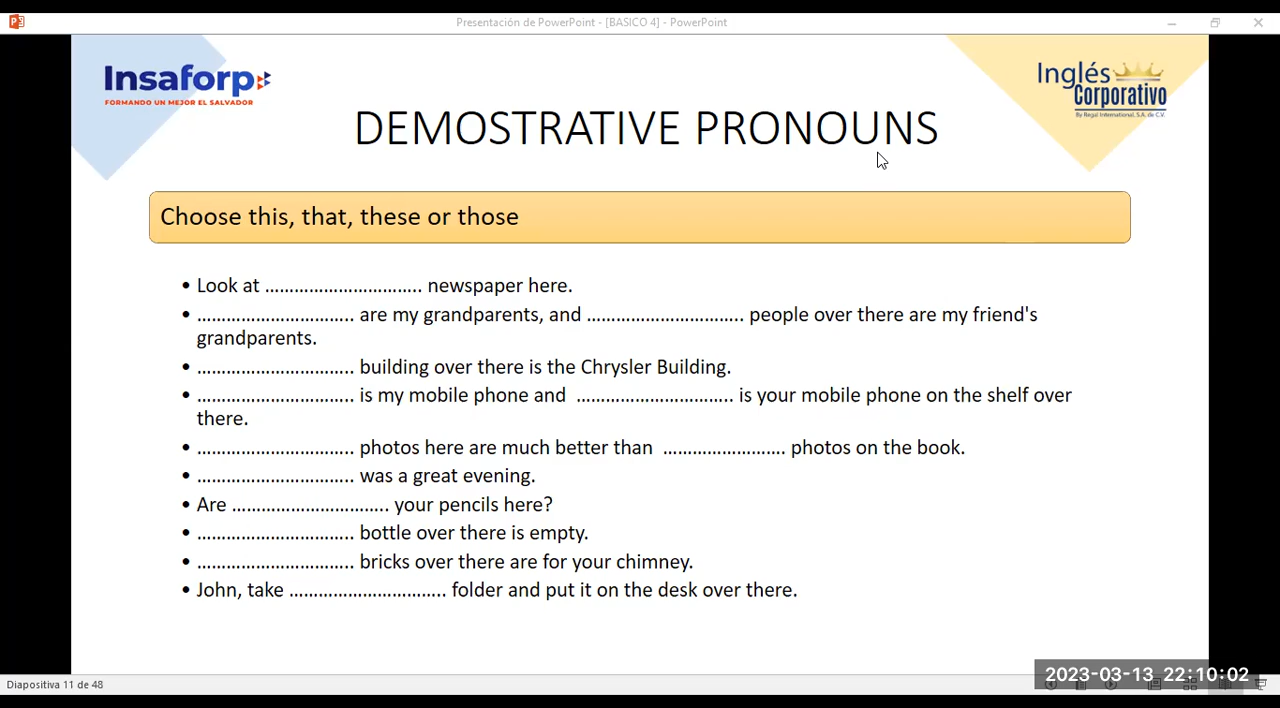 Presentación de PowerPoint - [BASICO 4] - PowerPoint
Insaforp
FORMANDO UN MEJOR EL SALVADOR
Inglés
Corporativo
By Regal International, S.A. de C.V.
DEMOSTRATIVE PRONOUNS
Choose this, that, these or those
• Look at ………………………….. newspaper here.
• ………………………….. are my grandparents, and ………………………….. people over there are my friend's
grandparents.
• ………………………….. building over there is the Chrysler Building.
• ………………………….. is my mobile phone and ………………………….. is your mobile phone on the shelf over
there.
• ………………………….. photos here are much better than ……………………. photos on the book.
• ………………………….. was a great evening.
• Are ………………………….. your pencils here?
• ………………………….. bottle over there is empty.
• ………………………….. bricks over there are for your chimney.
• John, take ………………………….. folder and put it on the desk over there.
2023-03-13 22:10:02
Diapositiva 11 de 48